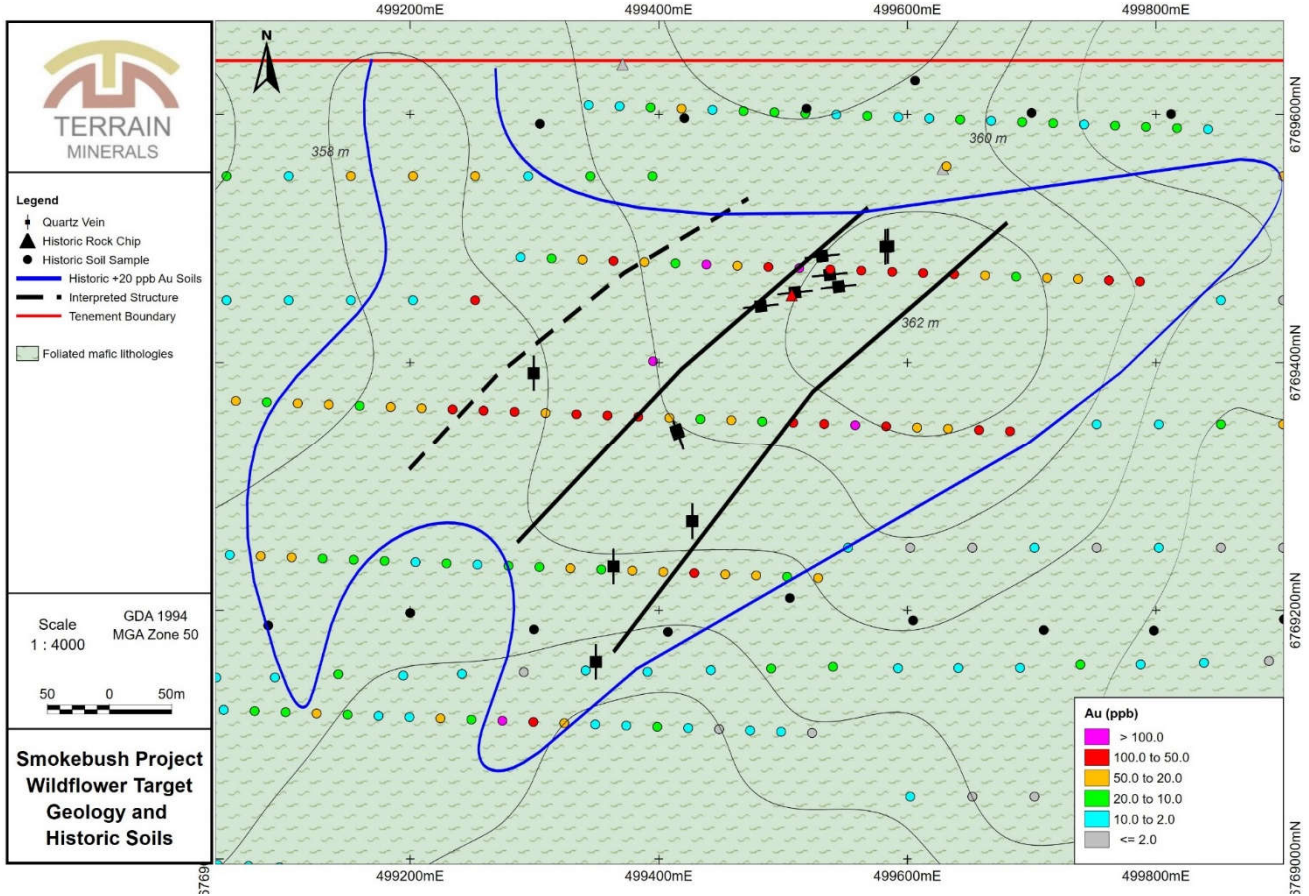 499200mE
499400mE
499600mE
499800mE
TERRAIN
MINERALS
N
358 m
360 m
362 m
6769600mN
6769400mN
6769200mN
6769000mN
Legend
Quartz Vein
Historic Rock Chip
Historic Soil Sample
Historic +20 ppb Au Soils
Interpreted Structure
Tenement Boundary
Foliated mafic lithologies
Scale
1 : 4000
GDA 1994
MGA Zone 50
50 0 50m
Smokebush Project
Wildflower Target
Geology and
Historic Soils
Au (ppb)
> 100.0
100.0 to 50.0
50.0 to 20.0
20.0 to 10.0
10.0 to 2.0
<= 2.0
499200mE
499400mE
499600mE
499800mE